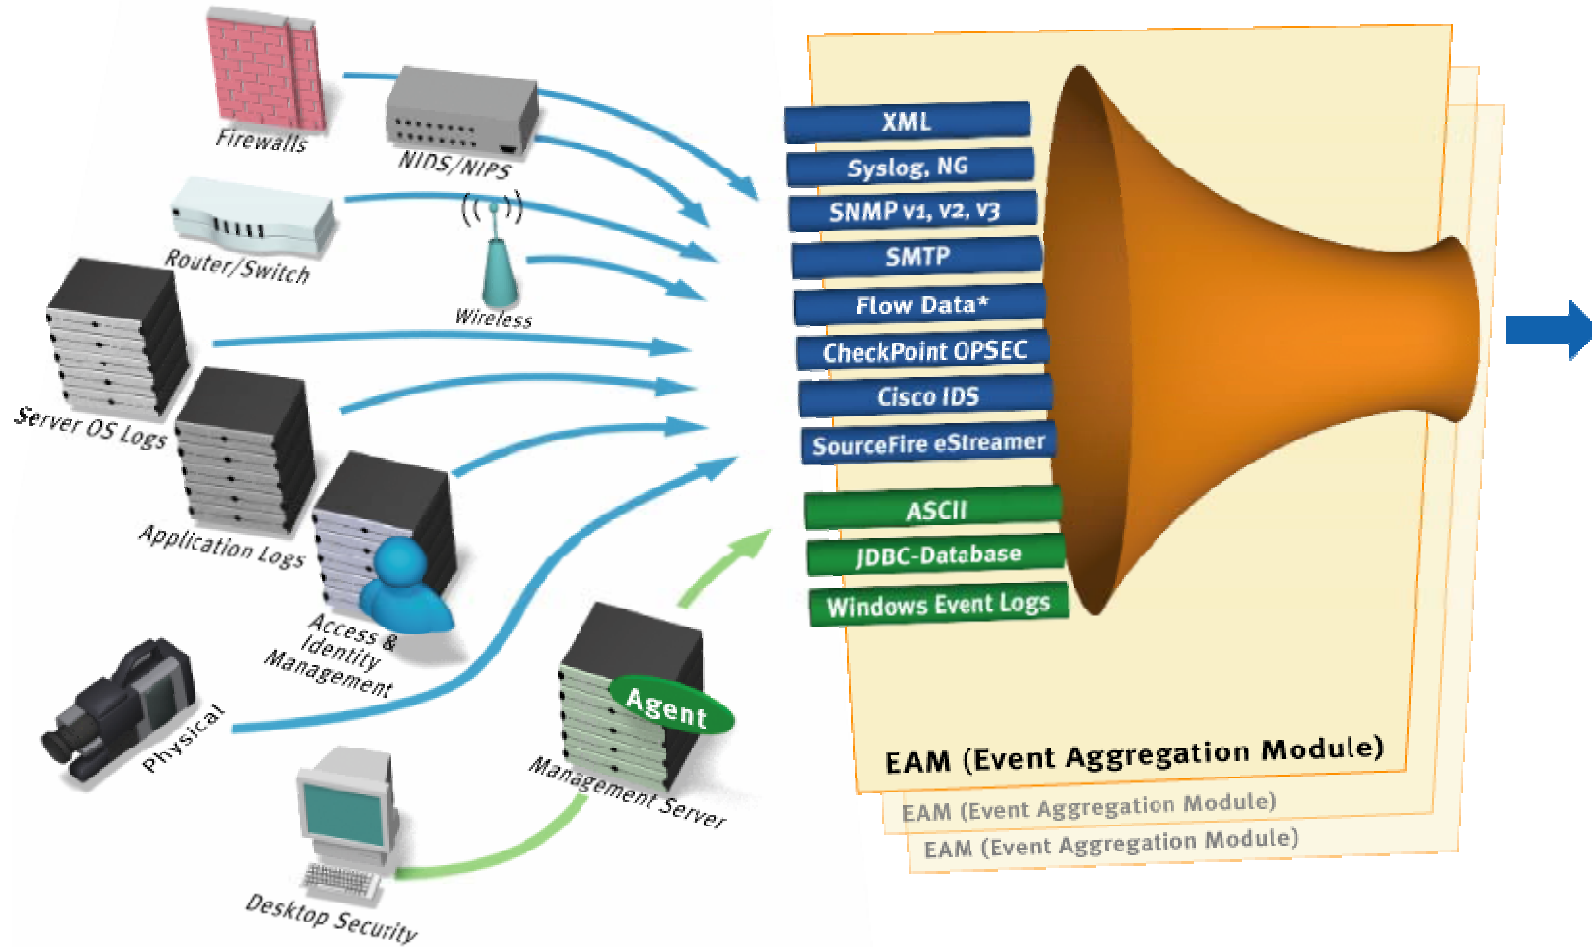 Firewalls
NIDS/NIPS
Router/Switch
Wireless
Server OS Logs
Application Logs
Access &
Identity
Management
Physical
Agent
Management Server
Desktop Security
XML
Syslog, NG
SNMP v1, v2, v3
SMTP
Flow Data*
CheckPoint OPSEC
Cisco IDS
SourceFire eStreamer
ASCII
JDBC-Database
Windows Event Logs
EAM (Event Aggregation Module)
EAM (Event Aggregation Module)
EAM (Event Aggregation Module)